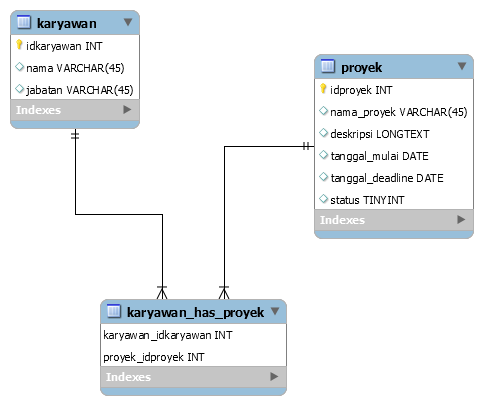 karyawan
idkaryawan INT
nama VARCHAR(45)
jabatan VARCHAR(45)
Indexes
proyek
idproyek INT
nama_proyek VARCHAR(45)
deskripsi LONGTEXT
tanggal_mulai DATE
tanggal_deadline DATE
status TINYINT
Indexes
karyawan_has_proyek
karyawan_idkaryawan INT
proyek_idproyek INT
Indexes